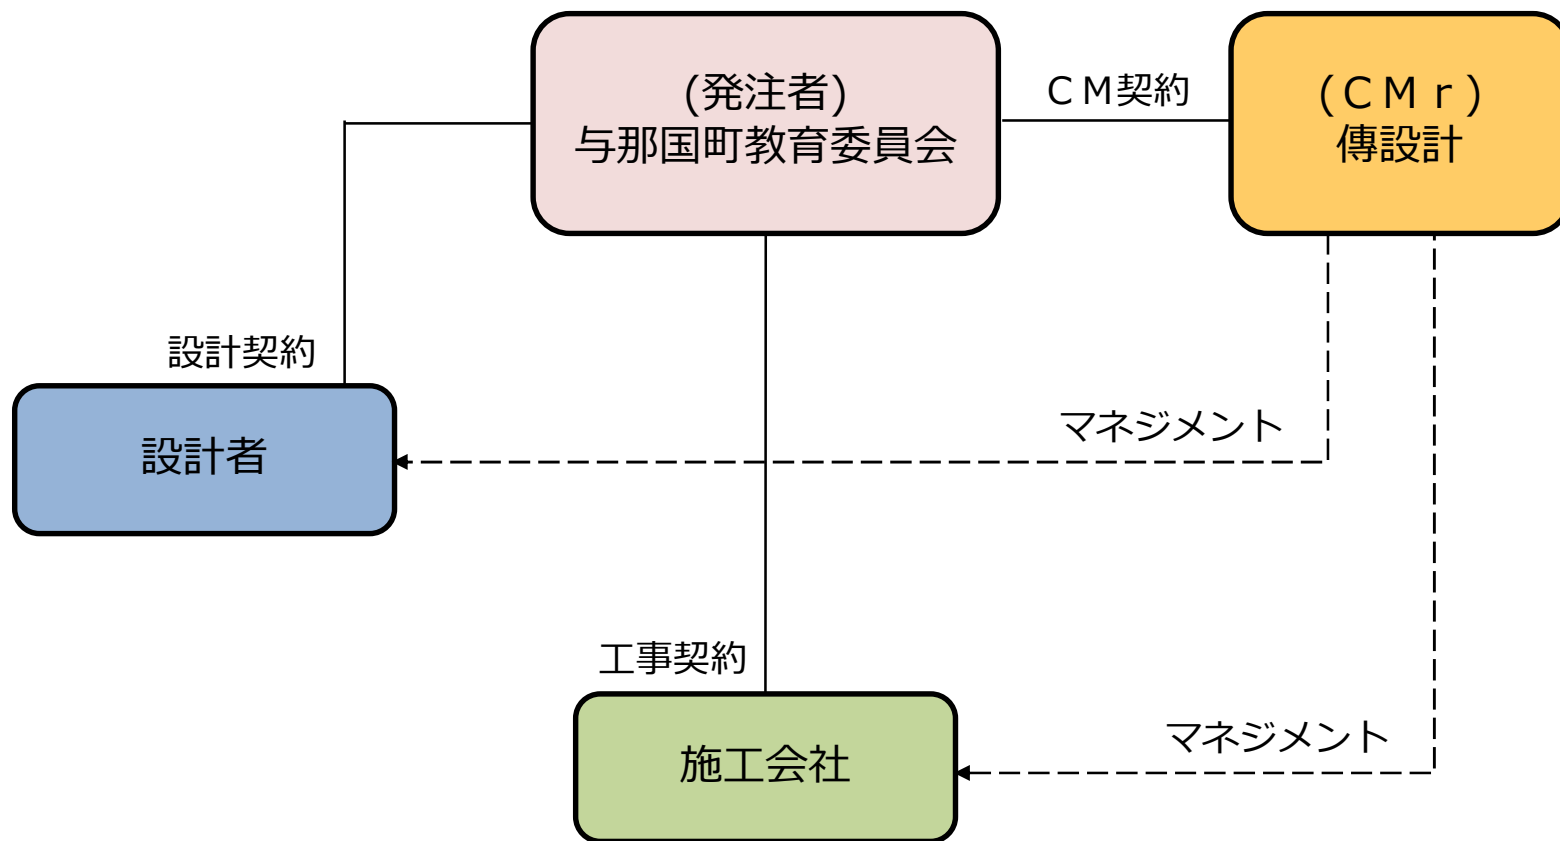 (発注者)
与那国町教育委員会
ＣＭ契約
(ＣＭｒ)
傳設計
設計契約
設計者
マネジメント
工事契約
施工会社
マネジメント